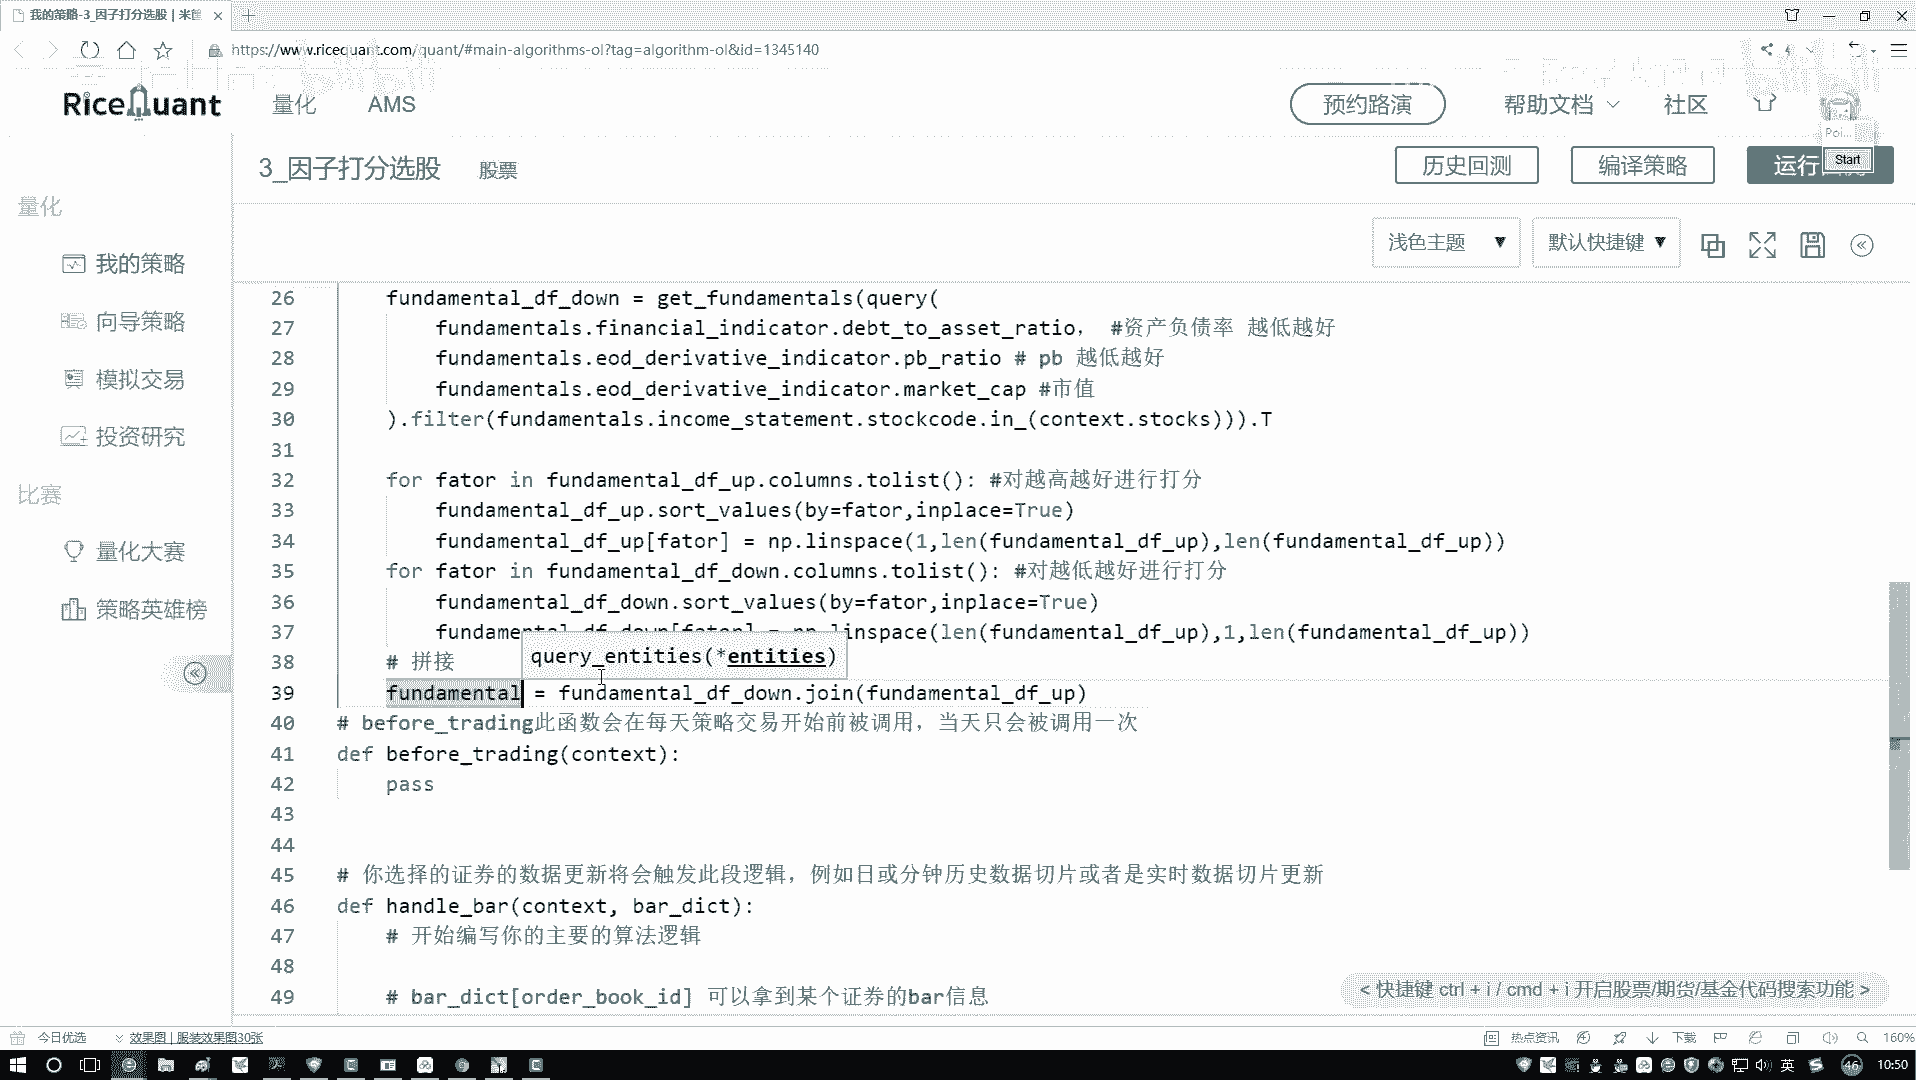 我的策略-3_因子打分选股 | 米筐
https://www.ricequant.com/quant/#main-algorithms-ol?tag=algorithm-ol&id=1345140
RiceQuant 量化 AMS 预约路演 帮助文档 社区
Poi...
3_因子打分选股 股票 历史回测 编译策略 运行 Start
量化
浅色主题 默认快捷键
我的策略
向导策略
模拟交易
投资研究
比赛
量化大赛
策略英雄榜
26 fundamental_df_down = get_fundamentals(query(
27 fundamentals.financial_indicator.debt_to_asset_ratio, #资产负债率 越低越好
28 fundamentals.eod_derivative_indicator.pb_ratio # pb 越低越好
29 fundamentals.eod_derivative_indicator.market_cap #市值
30 ).filter(fundamentals.income_statement.stockcode.in_(context.stocks))).T
31
32 for fator in fundamental_df_up.columns.tolist(): #对越高越好进行打分
33 fundamental_df_up.sort_values(by=fator,inplace=True)
34 fundamental_df_up[fator] = np.linspace(1,len(fundamental_df_up),len(fundamental_df_up))
35 for fator in fundamental_df_down.columns.tolist(): #对越低越好进行打分
36 fundamental_df_down.sort_values(by=fator,inplace=True)
37 fundamental_df_down[fator] = np.linspace(len(fundamental_df_up),1,len(fundamental_df_up))
38 # 拼接
query_entities(*entities)
39 fundamental = fundamental_df_down.join(fundamental_df_up)
40 # before_trading此函数会在每天策略交易开始前被调用，当天只会被调用一次
41 def before_trading(context):
42 pass
43
44
45 # 你选择的证券的数据更新将会触发此段逻辑，例如日或分钟历史数据切片或者是实时数据切片更新
46 def handle_bar(context, bar_dict):
47 # 开始编写你的主要的算法逻辑
48
49 # bar_dict[order_book_id] 可以拿到某个证券的bar信息
< 快捷键 ctrl + i / cmd + i 开启股票/期货/基金代码搜索功能 >
今日优选 效果图 | 服装效果图30张 热点资讯 下载 160%
英 46 10:50